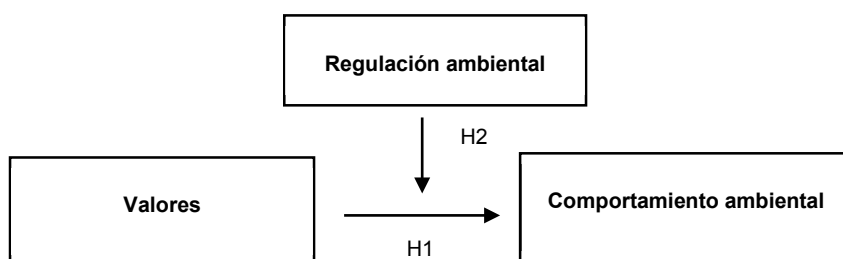 Regulación ambiental
H2
Valores
Comportamiento ambiental
H1